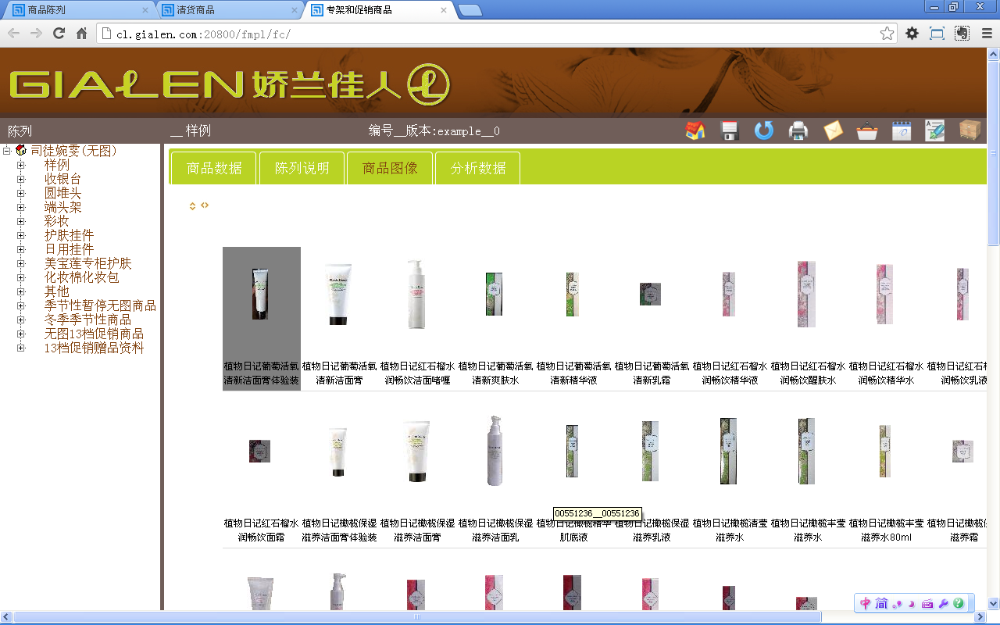 商品陈列
清货商品
专架和促销商品
cl.gialen.com:20800/fmpl/fc/
GIALEN 娇兰佳人
陈列
__ 样例
编号__版本:example__0
司徒婉雯(无图)
样例
收银台
圆堆头
端头架
彩妆
护肤挂件
日用挂件
美宝莲专柜护肤
化妆棉化妆包
其他
季节性暂停无图商品
冬季季节性商品
无图13档促销商品
13档促销赠品资料
商品数据
陈列说明
商品图像
分析数据
植物日记葡萄活氧
清新洁面膏体验装
植物日记葡萄活氧
清新洁面膏
植物日记红石榴水
润畅饮洁面啫喱
植物日记葡萄活氧
清新爽肤水
植物日记葡萄活氧
清新精华液
植物日记葡萄活氧
清新乳霜
植物日记红石榴水
润畅饮精华液
植物日记红石榴水
润畅饮醒肤水
植物日记红石榴水
润畅饮精华水
植物日记红石
润畅饮乳液
植物日记红石榴水
润畅饮面霜
植物日记橄榄保湿
滋养洁面膏体验装
植物日记橄榄保湿
滋养洁面膏
植物日记橄榄保湿
滋养洁面乳
00551236__00551236
植物日记橄榄精华
肌底液
植物日记橄榄保湿
滋养乳液
植物日记橄榄清莹
滋养水
植物日记橄榄丰莹
滋养水
植物日记橄榄丰莹
滋养水80ml
植物日记橄榄
滋养霜
中 简